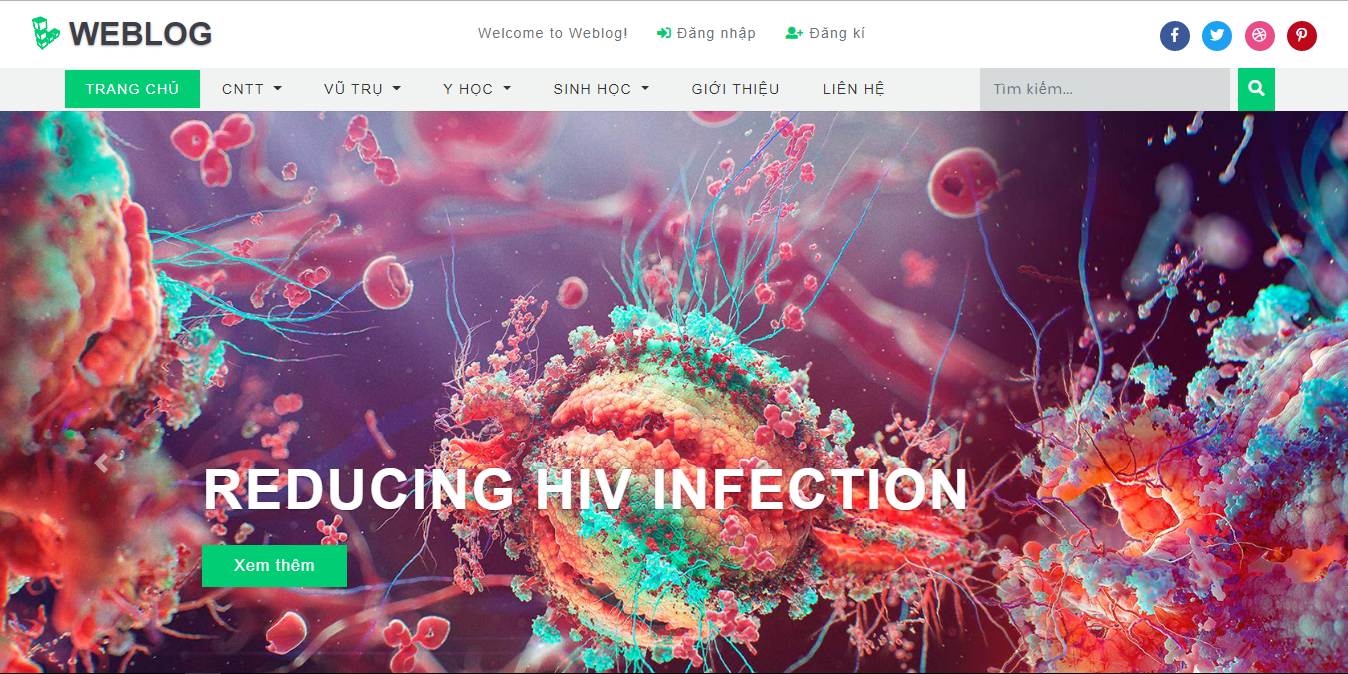 WEBLOG
Welcome to Weblog! Đăng nhập Đăng kí
TRANG CHỦ CNTT VŨ TRỤ Y HỌC SINH HỌC GIỚI THIỆU LIÊN HỆ Tìm kiếm...
REDUCING HIV INFECTION
Xem thêm